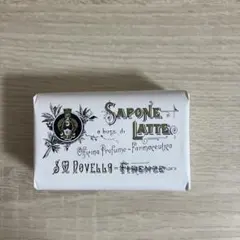 SAPONE
LATTE
a base di
Officina Profumo-Farmaceutica
S M NOVELLA - FIRENZE